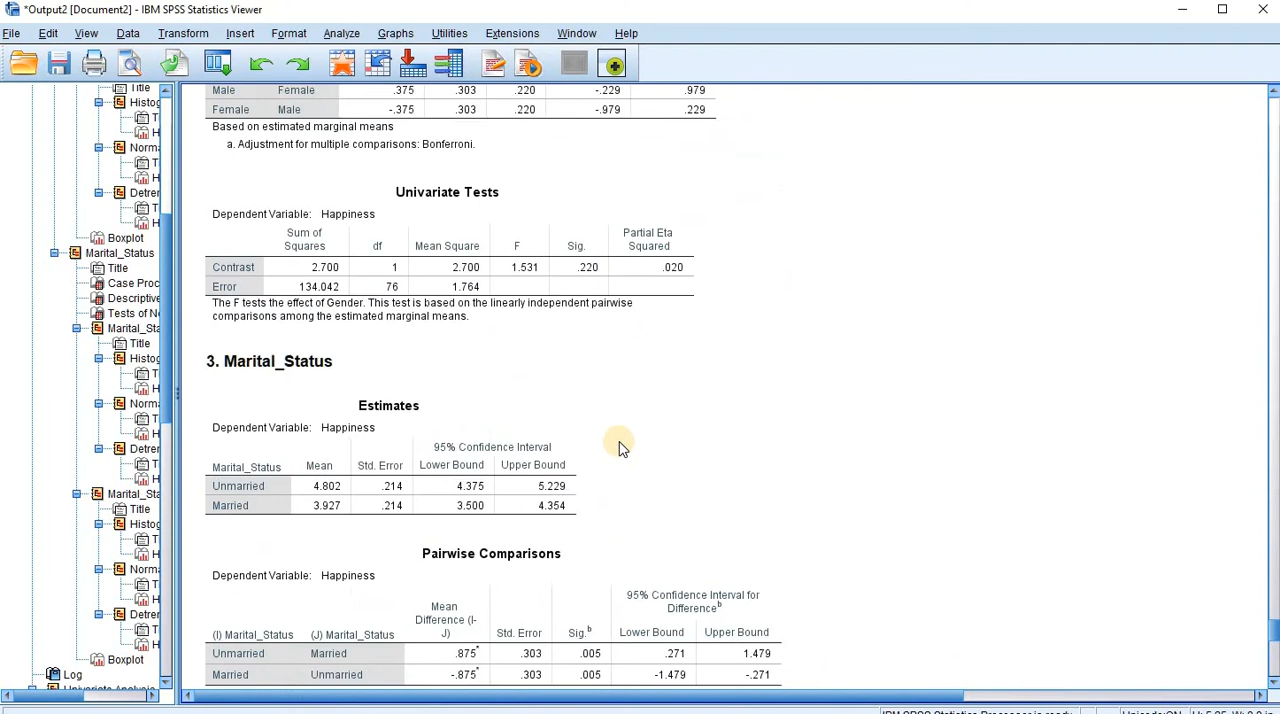 *Output2 [Document2] - IBM SPSS Statistics Viewer
File Edit View Data Transform Insert Format Analyze Graphs Utilities Extensions Window Help
Title
Histog
T
H
Norma
T
H
Detrer
T
H
Boxplot
Marital_Status
Title
Case Proc
Descriptive
Tests of No
Marital_Sta
Title
Histog
T
H
Norma
T
H
Detrer
T
H
Marital_Sta
Title
Histog
T
H
Norma
T
H
Detrer
T
H
Boxplot
Log
Male Female .375 .303 .220 -.229 .979
Female Male -.375 .303 .220 -.979 .229
Based on estimated marginal means
a. Adjustment for multiple comparisons: Bonferroni.
Univariate Tests
Dependent Variable: Happiness
Sum of Squares df Mean Square F Sig. Partial Eta Squared
Contrast 2.700 1 2.700 1.531 .220 .020
Error 134.042 76 1.764
The F tests the effect of Gender. This test is based on the linearly independent pairwise
comparisons among the estimated marginal means.
3. Marital_Status
Estimates
Dependent Variable: Happiness
95% Confidence Interval
Marital_Status Mean Std. Error Lower Bound Upper Bound
Unmarried 4.802 .214 4.375 5.229
Married 3.927 .214 3.500 4.354
Pairwise Comparisons
Dependent Variable: Happiness
95% Confidence Interval for
Difference b
Mean
Difference (I-
J)
(I) Marital_Status (J) Marital_Status Std. Error Sig.b Lower Bound Upper Bound
Unmarried Married .875* .303 .005 .271 1.479
Married Unmarried -.875* .303 .005 -1.479 -.271